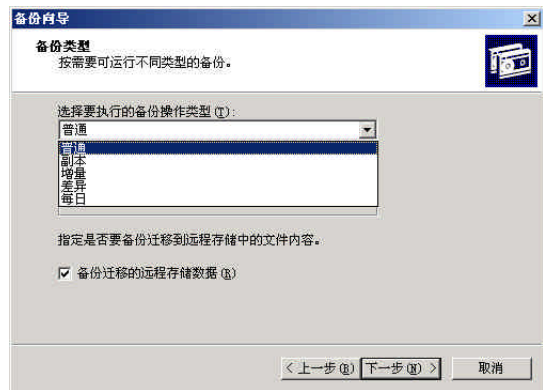 备份向导
备份类型
按需要可运行不同类型的备份。
选择要执行的备份操作类型(T):
普通
普通
副本
增量
差异
每日
指定是否要备份迁移到远程存储中的文件内容。
备份迁移的远程存储数据(R)
<上一步(B) 下一步(N)> 取消